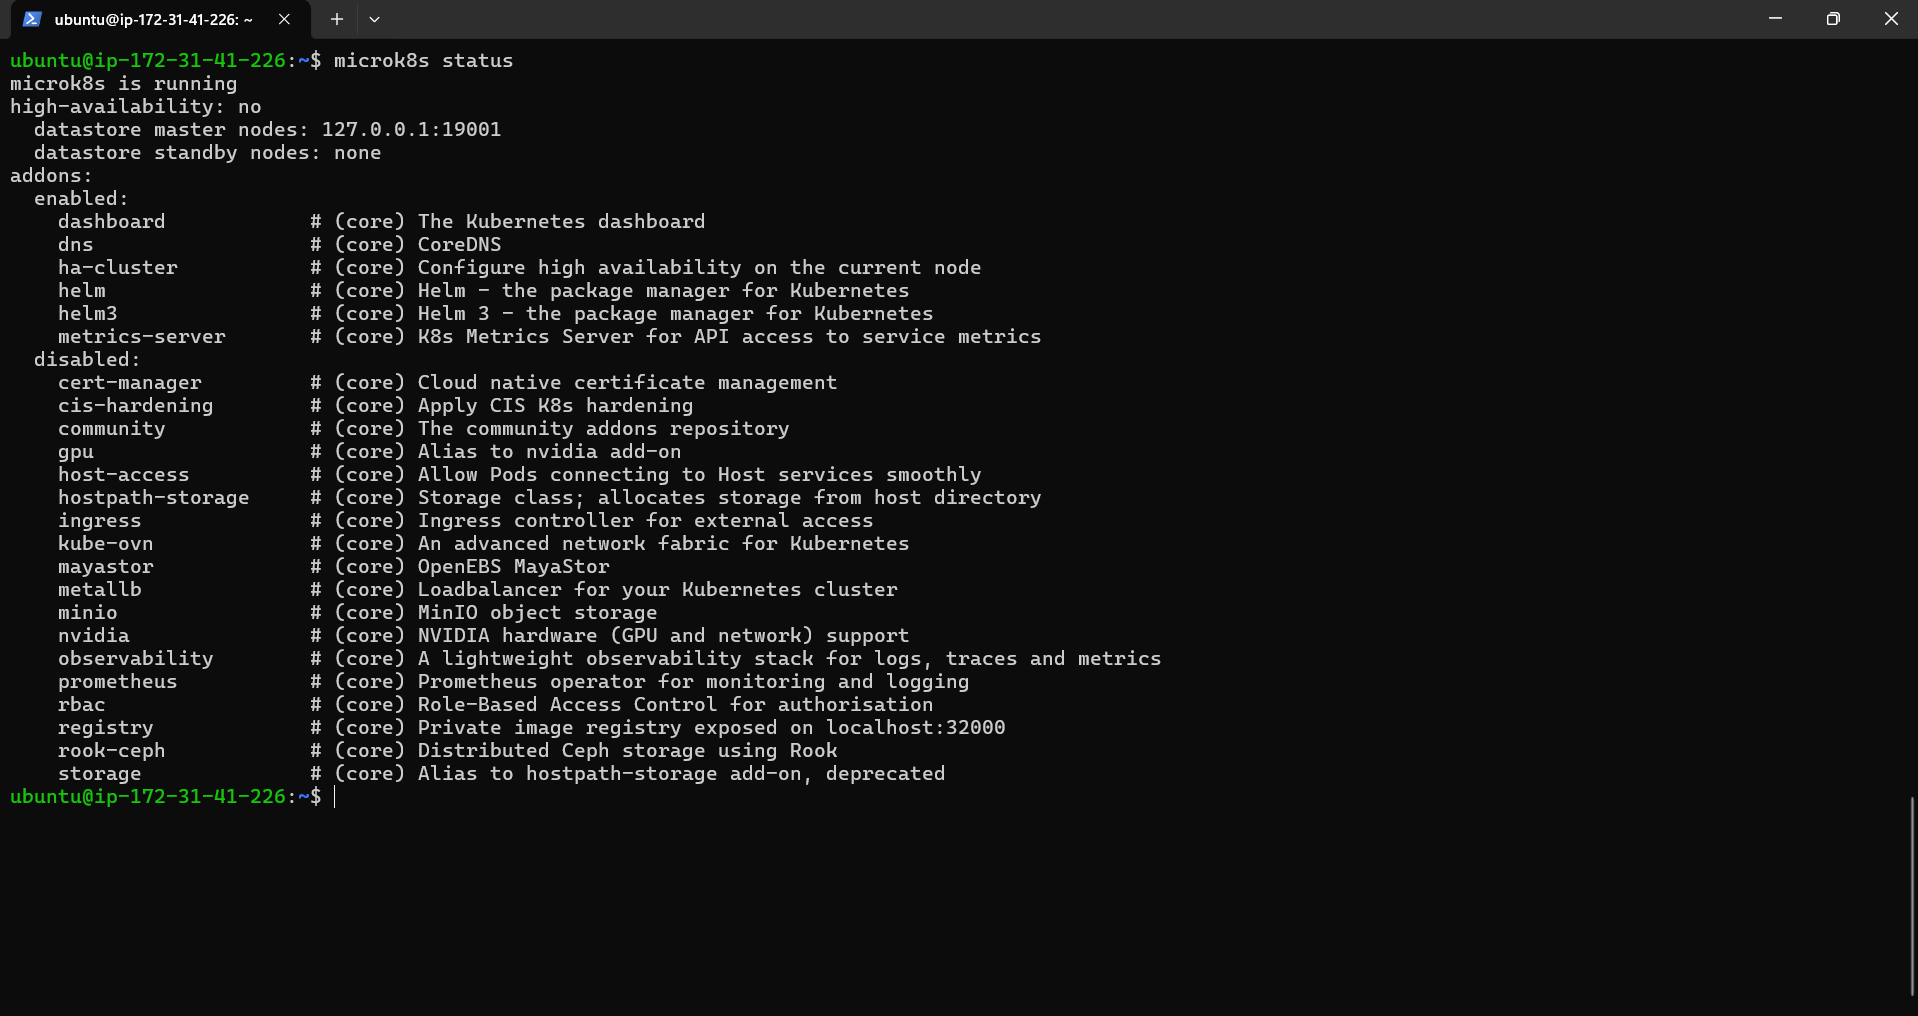 ubuntu@ip-172-31-41-226: ~
ubuntu@ip-172-31-41-226:~$ microk8s status
microk8s is running
high-availability: no
  datastore master nodes: 127.0.0.1:19001
  datastore standby nodes: none
addons:
  enabled:
    dashboard            # (core) The Kubernetes dashboard
    dns                  # (core) CoreDNS
    ha-cluster           # (core) Configure high availability on the current node
    helm                 # (core) Helm - the package manager for Kubernetes
    helm3                # (core) Helm 3 - the package manager for Kubernetes
    metrics-server       # (core) K8s Metrics Server for API access to service metrics
  disabled:
    cert-manager         # (core) Cloud native certificate management
    cis-hardening        # (core) Apply CIS K8s hardening
    community            # (core) The community addons repository
    gpu                  # (core) Alias to nvidia add-on
    host-access          # (core) Allow Pods connecting to Host services smoothly
    hostpath-storage     # (core) Storage class; allocates storage from host directory
    ingress              # (core) Ingress controller for external access
    kube-ovn             # (core) An advanced network fabric for Kubernetes
    mayastor             # (core) OpenEBS MayaStor
    metallb              # (core) Loadbalancer for your Kubernetes cluster
    minio                # (core) MinIO object storage
    nvidia               # (core) NVIDIA hardware (GPU and network) support
    observability        # (core) A lightweight observability stack for logs, traces and metrics
    prometheus           # (core) Prometheus operator for monitoring and logging
    rbac                 # (core) Role-Based Access Control for authorisation
    registry             # (core) Private image registry exposed on localhost:32000
    rook-ceph            # (core) Distributed Ceph storage using Rook
    storage              # (core) Alias to hostpath-storage add-on, deprecated
ubuntu@ip-172-31-41-226:~$